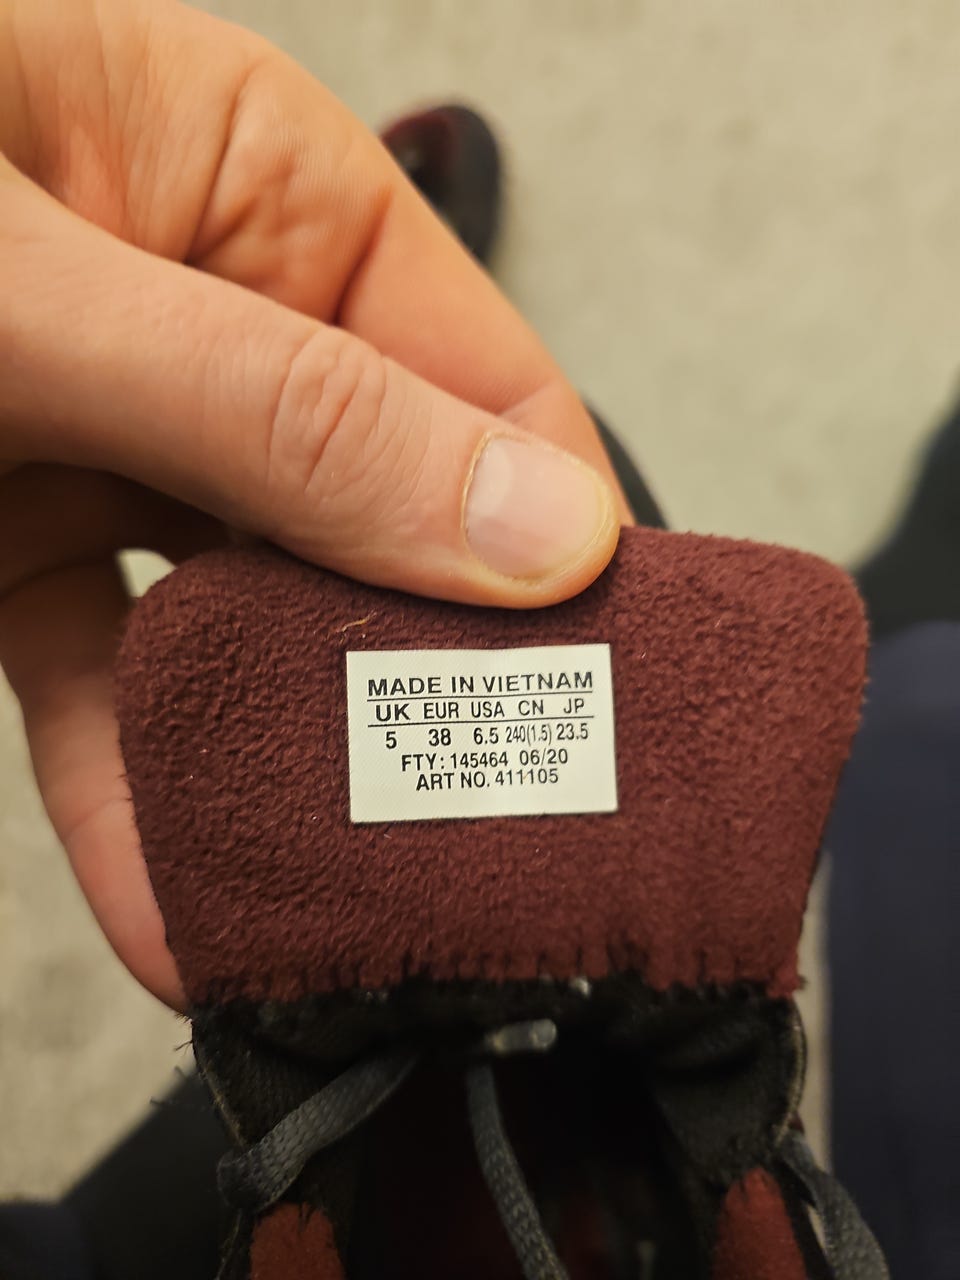 MADE IN VIETNAM
UK EUR USA CN JP
5 38 6.5 240(1.5) 23.5
FTY: 145464 06/20
ART NO. 411105